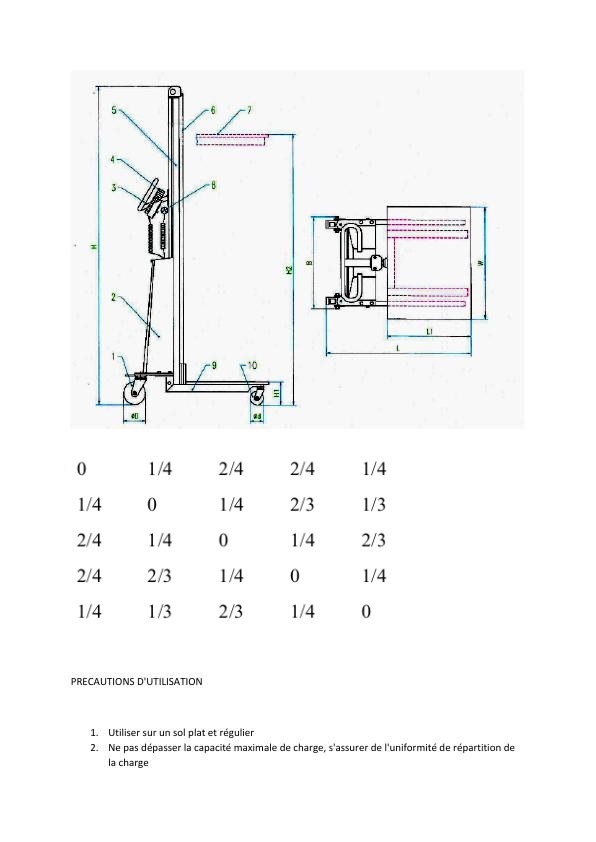 5
6
7
4
3
8
H
H2
B
W
2
L1
L
1
9
10
H1
øD
ød
0 1/4 2/4 2/4 1/4
1/4 0 1/4 2/3 1/3
2/4 1/4 0 1/4 2/3
2/4 2/3 1/4 0 1/4
1/4 1/3 2/3 1/4 0
PRECAUTIONS D'UTILISATION
1. Utiliser sur un sol plat et régulier
2. Ne pas dépasser la capacité maximale de charge, s'assurer de l'uniformité de répartition de
la charge